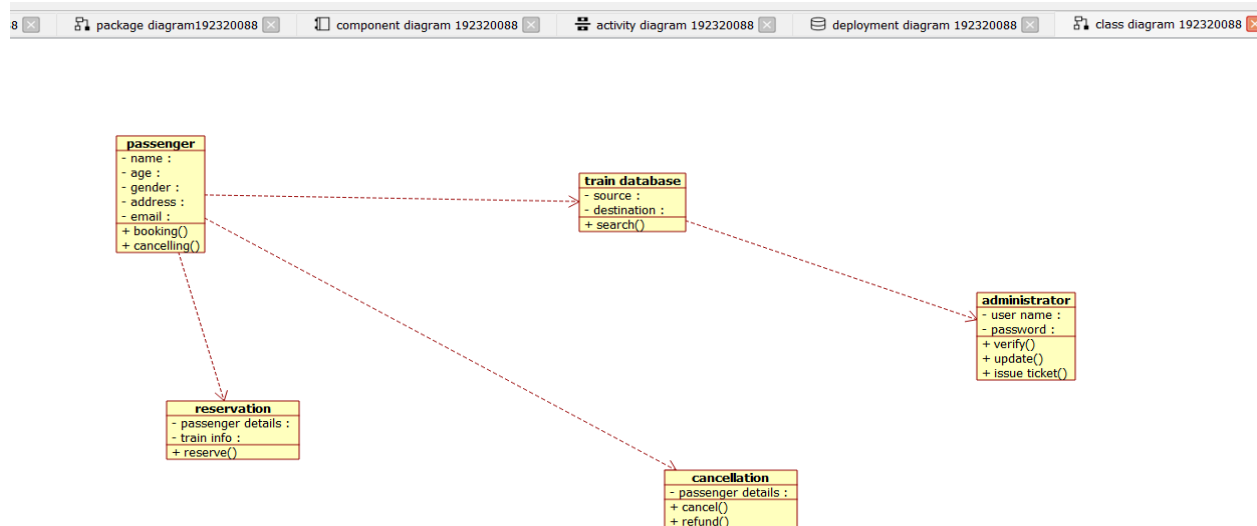 8
package diagram192320088
component diagram 192320088
activity diagram 192320088
deployment diagram 192320088
class diagram 192320088
passenger
- name :
- age :
- gender :
- address :
- email :
+ booking()
+ cancelling()
train database
- source :
- destination :
+ search()
administrator
- user name :
- password :
+ verify()
+ update()
+ issue ticket()
reservation
- passenger details :
- train info :
+ reserve()
cancellation
- passenger details :
+ cancel()
+ refund()